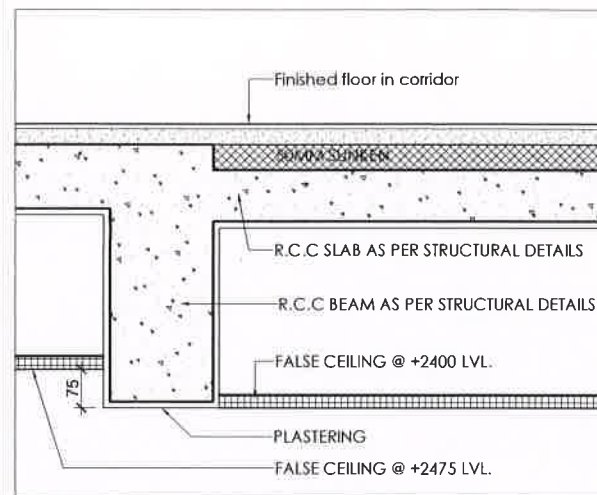 Finished floor in corridor
50MM SUNKEN
R.C.C SLAB AS PER STRUCTURAL DETAILS
R.C.C BEAM AS PER STRUCTURAL DETAILS
FALSE CEILING @ +2400 LVL.
75
PLASTERING
FALSE CEILING @ +2475 LVL.